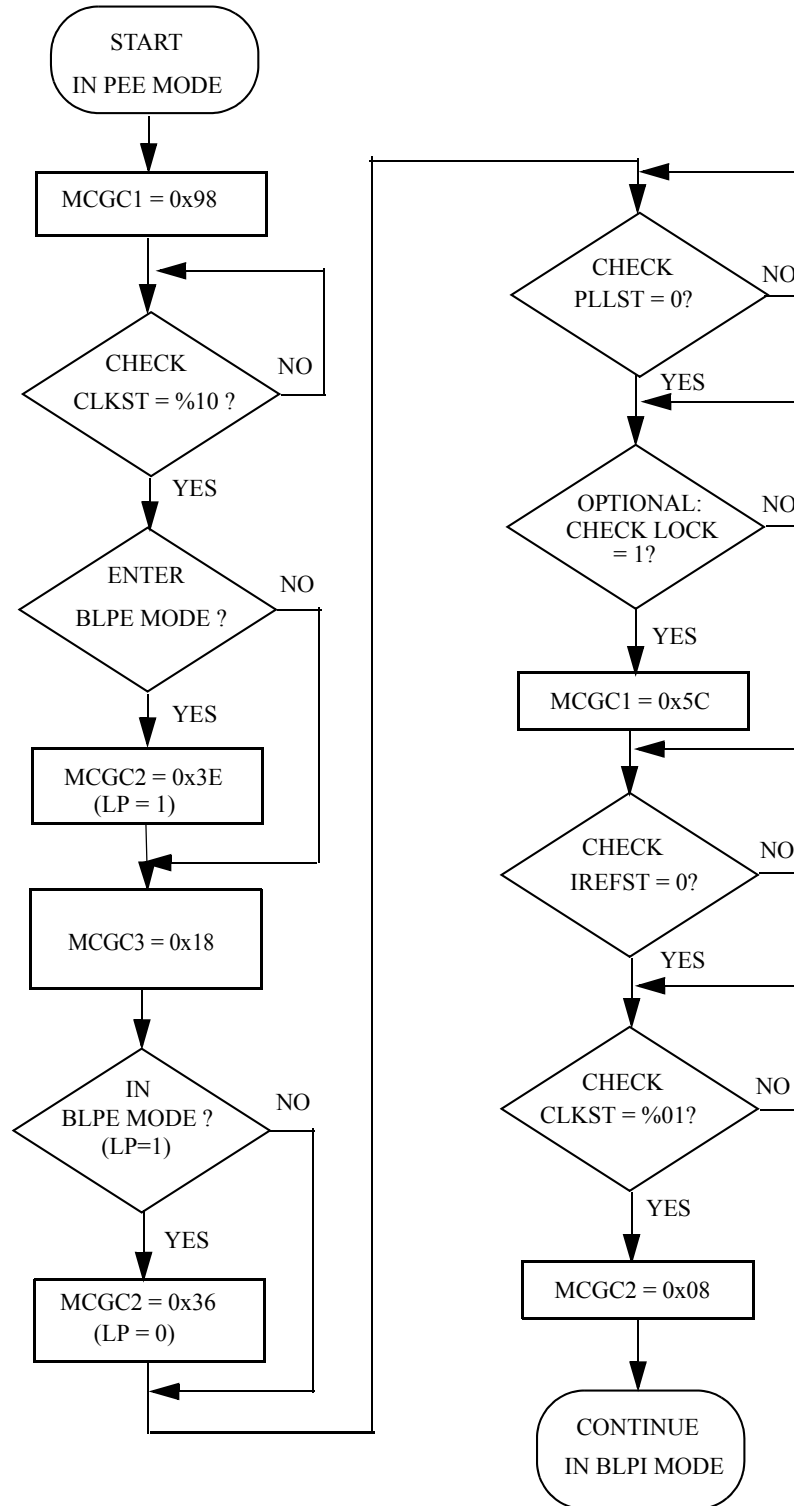 START
IN PEE MODE
MCGC1 = 0x98
CHECK
CLKST = %10 ?
NO
YES
ENTER
BLPE MODE ?
NO
YES
MCGC2 = 0x3E
(LP = 1)
MCGC3 = 0x18
IN
BLPE MODE ?
(LP=1)
NO
YES
MCGC2 = 0x36
(LP = 0)
CHECK
PLLST = 0?
NO
YES
OPTIONAL:
CHECK LOCK
= 1?
NO
YES
MCGC1 = 0x5C
CHECK
IREFST = 0?
NO
YES
CHECK
CLKST = %01?
NO
YES
MCGC2 = 0x08
CONTINUE
IN BLPI MODE